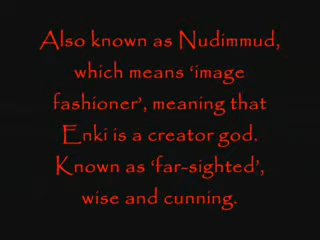 Also known as Nudimmud,
which means ‘image
fashioner’, meaning that
Enki is a creator god.
Known as ‘far-sighted’,
wise and cunning.